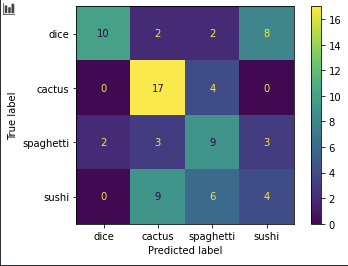 dice 10 2 2 8
cactus 0 17 4 0
spaghetti 2 3 9 3
sushi 0 9 6 4
dice cactus spaghetti sushi
Predicted label
True label
16
14
12
10
8
6
4
2
0